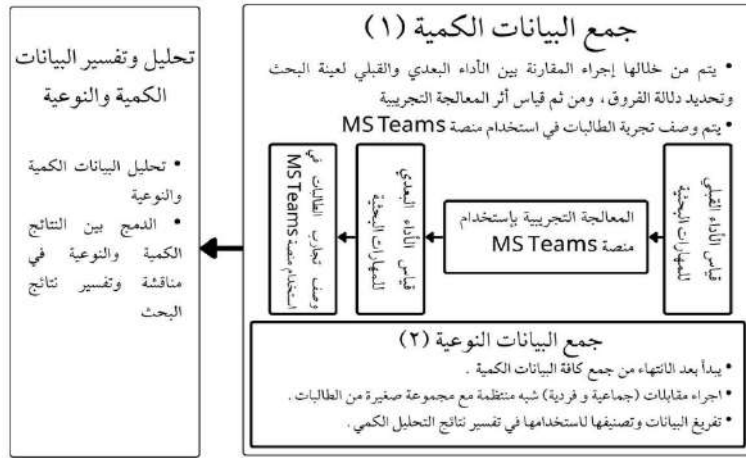 جمع البيانات الكمية (١)
• يتم من خلالها إجراء المقارنة بين الأداء البعدي والقبلي لعينة البحث
وتحديد دلالة الفروق، ومن ثم قياس أثر المعالجة التجريبية
• يتم وصف تجربة الطالبات في استخدام منصة MS Teams
قياس الأداء القبلي
للمهارات البحثية
المعالجة التجريبية بإستخدام
منصة MS Teams
قياس الأداء البعدي
للمهارات البحثية
وصف تجارب الطالبات في
استخدام منصة MS Teams
جمع البيانات النوعية (٢)
• يبدأ بعد الانتهاء من جمع كافة البيانات الكمية .
• اجراء مقابلات (جماعية و فردية) شبه منتظمة مع مجموعة صغيرة من الطالبات .
• تفريغ البيانات وتصنيفها لاستخدامها في تفسير نتائج التحليل الكمي .
تحليل وتفسير البيانات
الكمية والنوعية
• تحليل البيانات الكمية
والنوعية
• الدمج بين النتائج
الكمية والنوعية في
مناقشة وتفسير نتائج
البحث